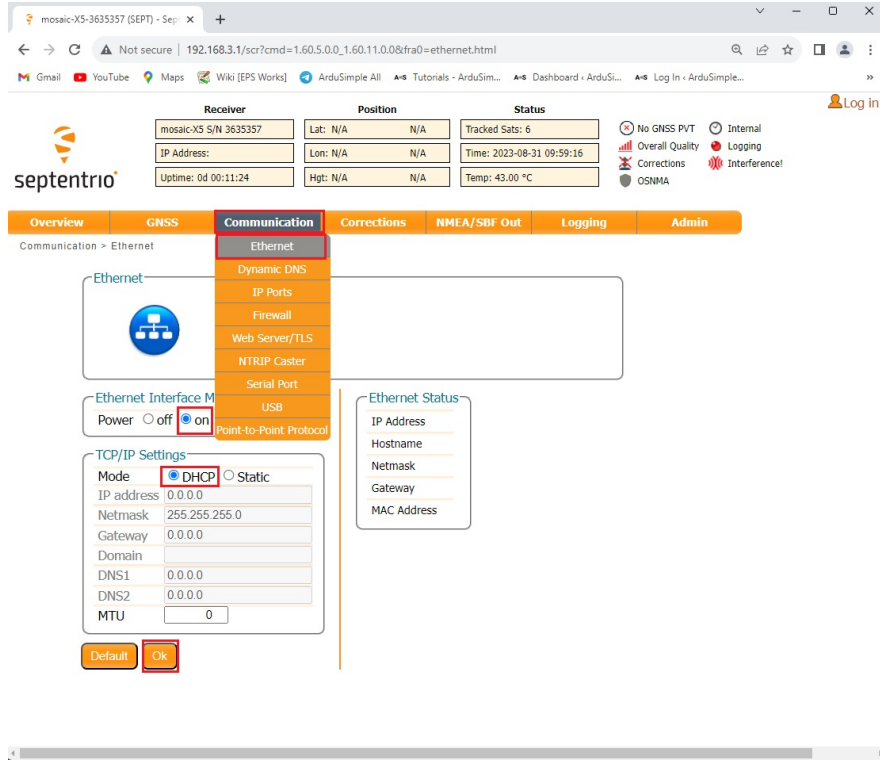 mosaic-X5-3635357 (SEPT) - Sep
Not secure | 192.168.3.1/scr?cmd=1.60.5.0.0_1.60.11.0.0&fra0=ethernet.html
Gmail YouTube Maps Wiki [EPS Works] ArduSimple All Tutorials - ArduSim... Dashboard ‹ ArduSi... Log In ‹ ArduSimple... »
Log in
septentrio
Receiver Position Status
mosaic-X5 S/N 3635357 Lat: N/A N/A Tracked Sats: 6
IP Address: Lon: N/A N/A Time: 2023-08-31 09:59:16
Uptime: 0d 00:11:24 Hgt: N/A N/A Temp: 43.00 °C
No GNSS PVT Internal
Overall Quality Logging
Corrections Interference!
OSNMA
Overview GNSS Communication Corrections NMEA/SBF Out Logging Admin
Communication > Ethernet
Ethernet
Dynamic DNS
IP Ports
Firewall
Web Server/TLS
NTRIP Caster
Serial Port
USB
Point-to-Point Protocol
Ethernet
Ethernet Interface M
Power off on
TCP/IP Settings
Mode DHCP Static
IP address 0.0.0.0
Netmask 255.255.255.0
Gateway 0.0.0.0
Domain
DNS1 0.0.0.0
DNS2 0.0.0.0
MTU 0
Default Ok
Ethernet Status
IP Address
Hostname
Netmask
Gateway
MAC Address